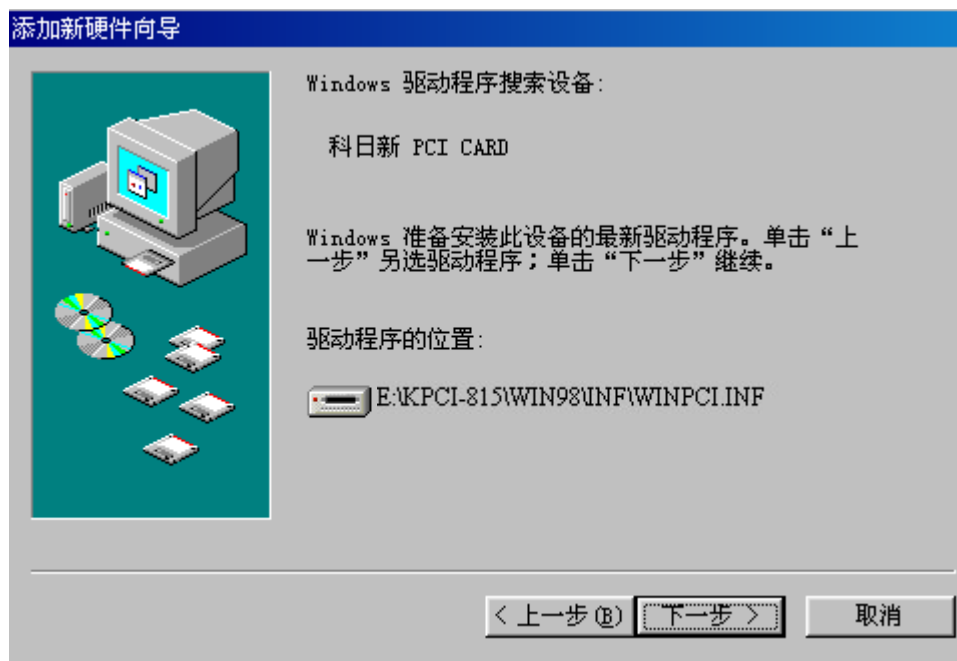 添加新硬件向导
Windows 驱动程序搜索设备:
科日新 PCI CARD
Windows 准备安装此设备的最新驱动程序。单击“上
一步”另选驱动程序；单击“下一步”继续。
驱动程序的位置:
E:\KPCI-815\WIN98\INF\WINPCI.INF
< 上一步(B) 下一步 > 取消